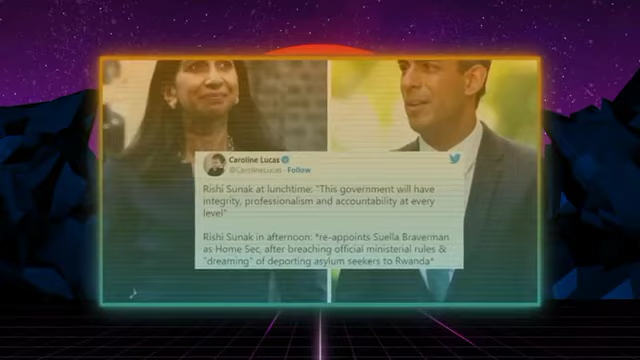 Caroline Lucas
@CarolineLucas · Follow
Rishi Sunak at lunchtime: "This government will have
integrity, professionalism and accountability at every
level"
Rishi Sunak in afternoon: *re-appoints Suella Braverman
as Home Sec, after breaching official ministerial rules &
"dreaming" of deporting asylum seekers to Rwanda*